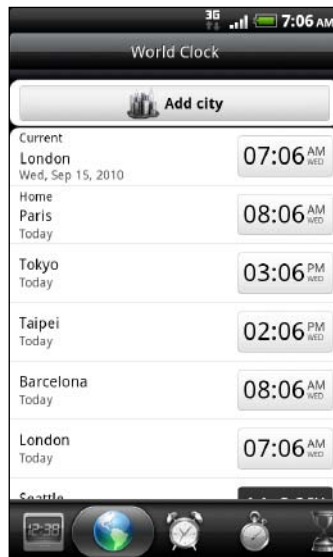 3G 7:06 AM
World Clock
Add city
Current
London
Wed, Sep 15, 2010
07:06 AM WED
Home
Paris
Today
08:06 AM WED
Tokyo
Today
03:06 PM WED
Taipei
Today
02:06 PM WED
Barcelona
Today
08:06 AM WED
London
Today
07:06 AM WED
Seattle
12:38